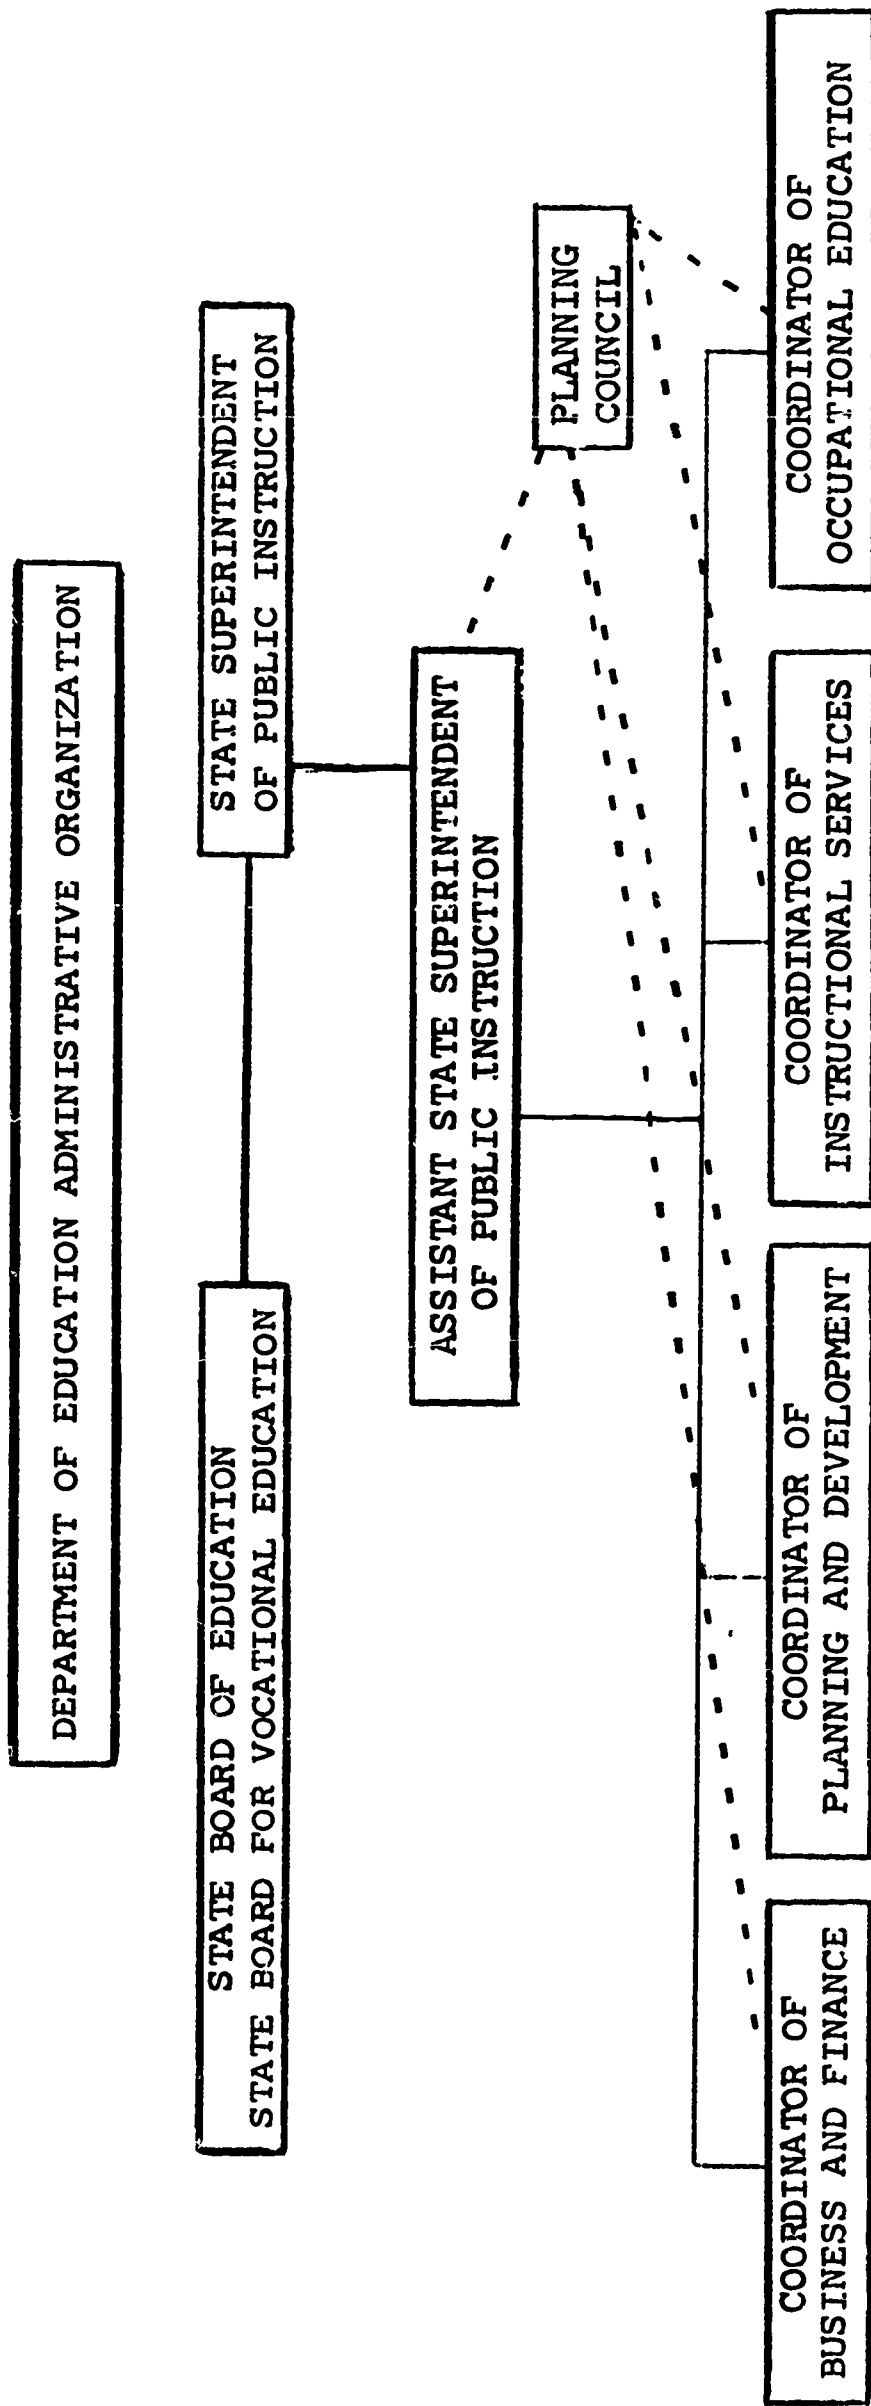 DEPARTMENT OF EDUCATION ADMINISTRATIVE ORGANIZATION
STATE BOARD OF EDUCATION
STATE BOARD FOR VOCATIONAL EDUCATION
STATE SUPERINTENDENT
OF PUBLIC INSTRUCTION
ASSISTANT STATE SUPERINTENDENT
OF PUBLIC INSTRUCTION
PLANNING
COUNCIL
COORDINATOR OF
BUSINESS AND FINANCE
COORDINATOR OF
PLANNING AND DEVELOPMENT
COORDINATOR OF
INSTRUCTIONAL SERVICES
COORDINATOR OF
OCCUPATIONAL EDUCATION